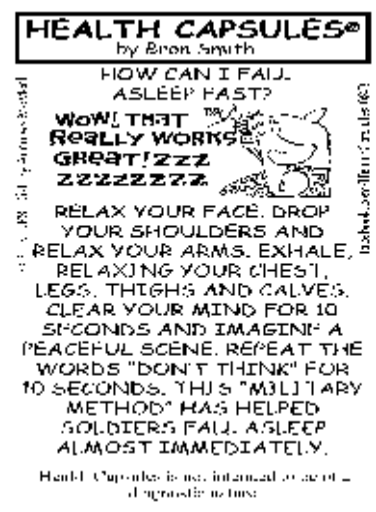 HEALTH CAPSULES®
by Bron Smith
HOW CAN I FALL
ASLEEP FAST?
WOW! THAT
REALLY WORKS
GREAT! ZZZ
ZZZZZZZZ
RELAX YOUR FACE. DROP
YOUR SHOULDERS AND
RELAX YOUR ARMS. EXHALE,
RELAXING YOUR CHEST,
LEGS, THIGHS AND CALVES.
CLEAR YOUR MIND FOR 10
SECONDS AND IMAGINE A
PEACEFUL SCENE. REPEAT THE
WORDS "DON'T THINK" FOR
10 SECONDS. THIS "MILITARY
METHOD" HAS HELPED
SOLDIERS FALL ASLEEP
ALMOST IMMEDIATELY.
Health Capsules is not intended to be of a
diagnostic nature